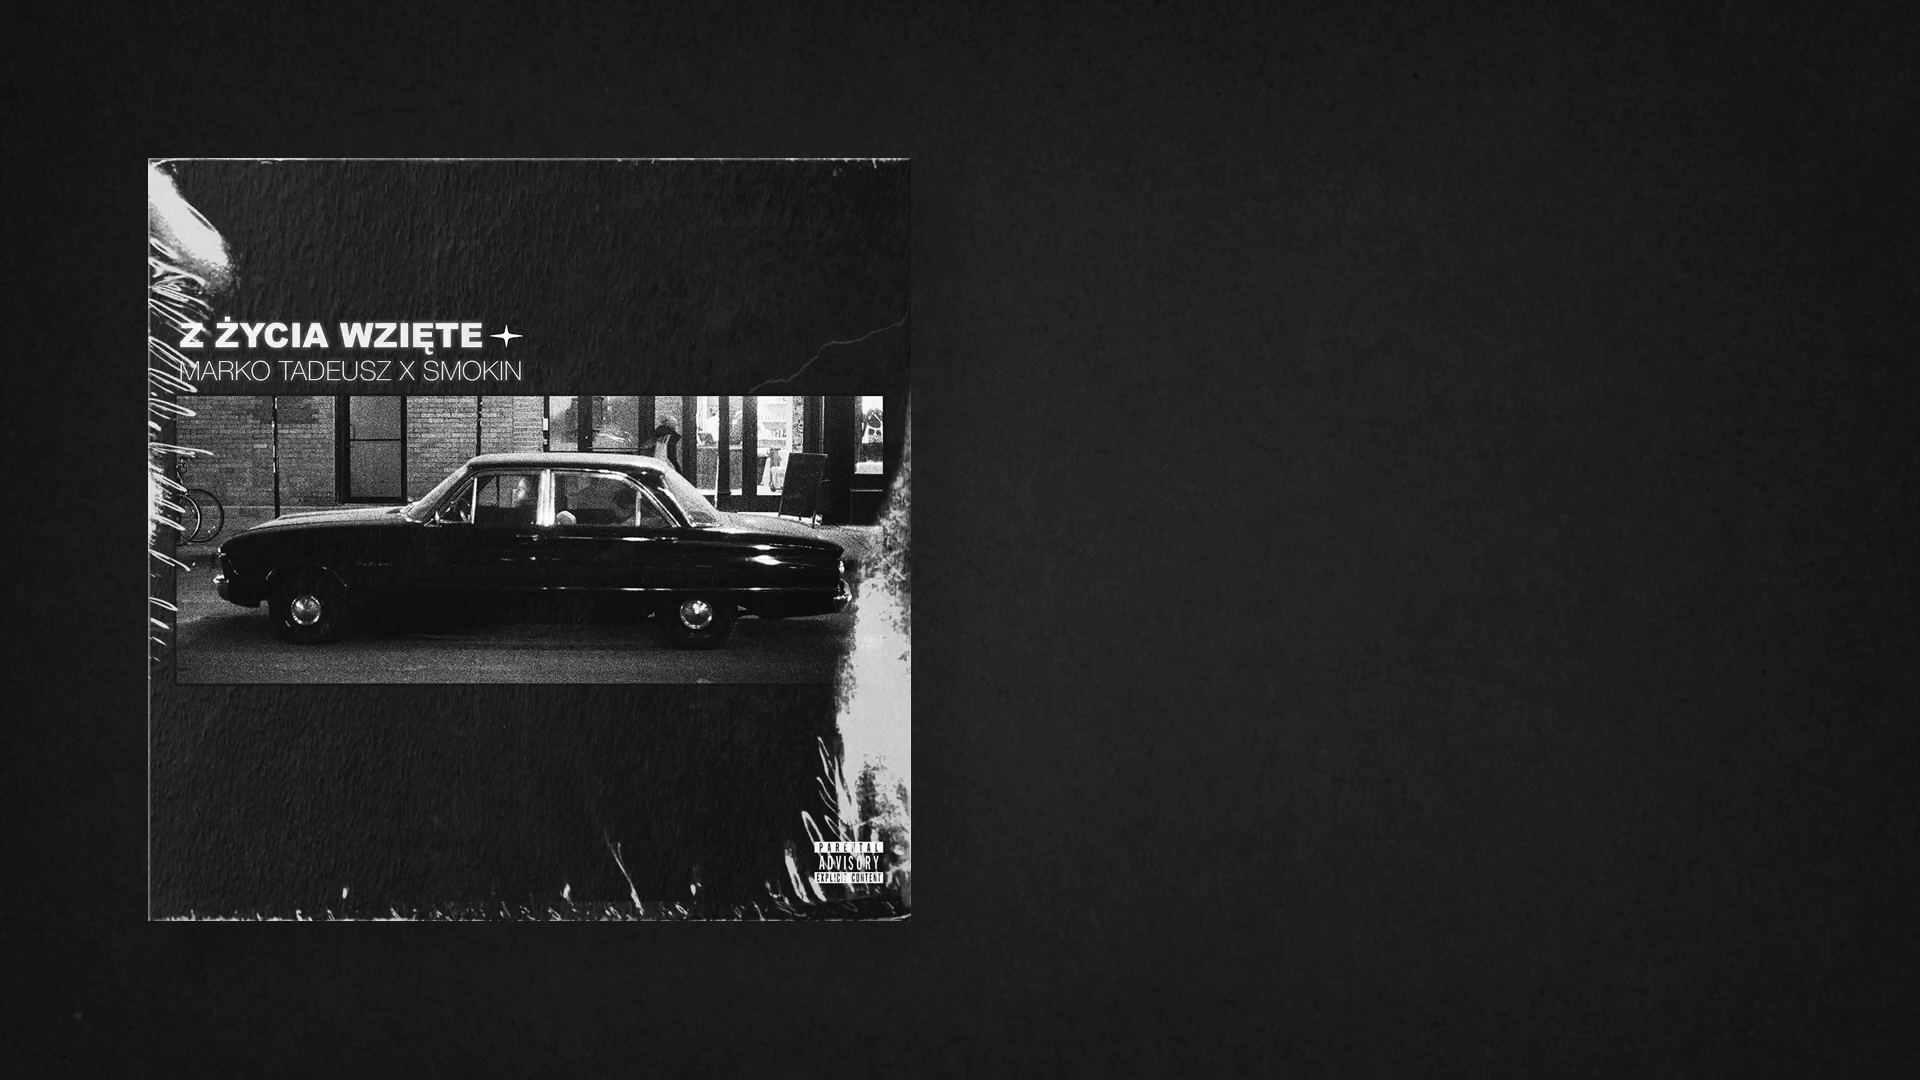 Z ŻYCIA WZIĘTE
MARKO TADEUSZ X SMOKIN
PARENTAL
ADVISORY
EXPLICIT CONTENT